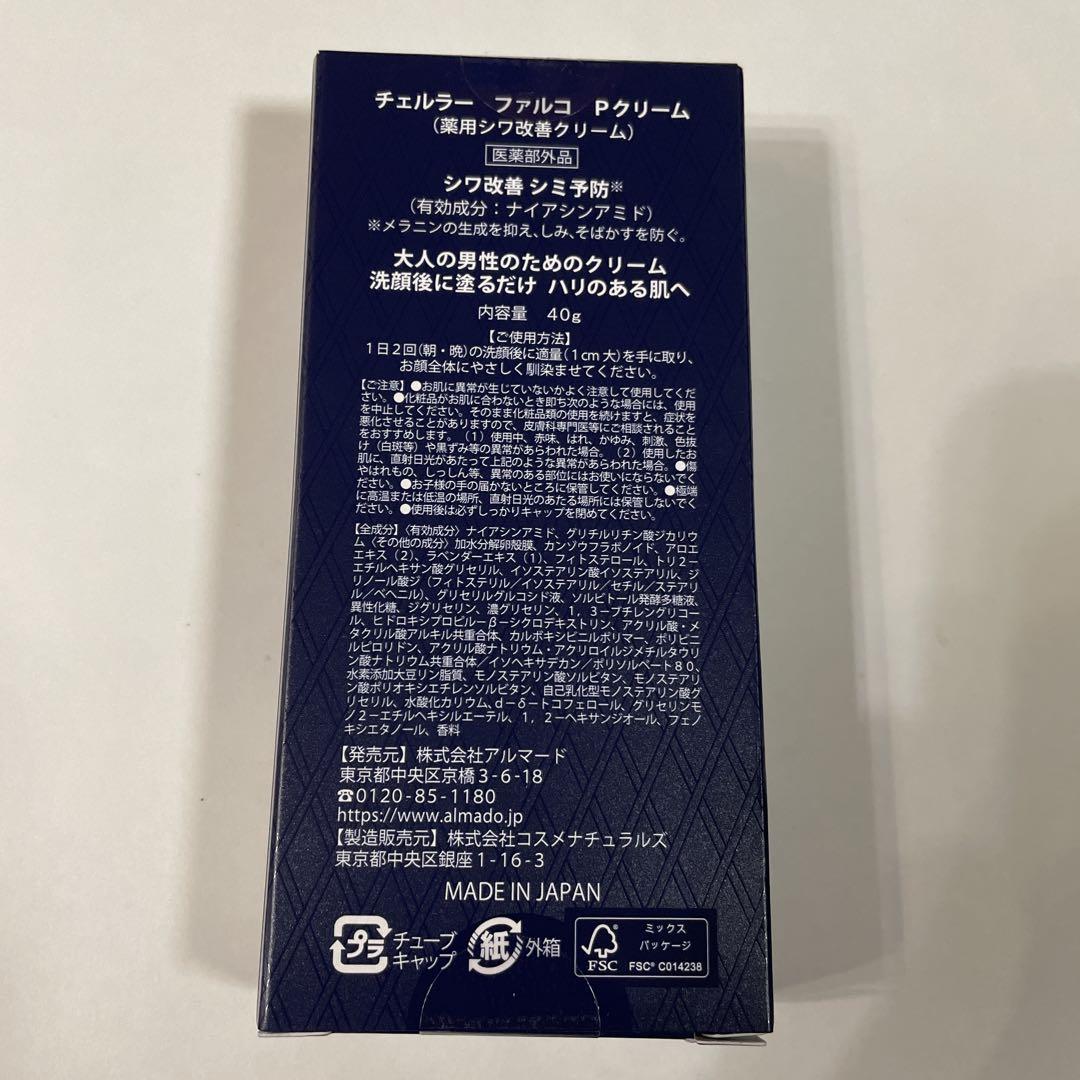 チェルラー　ファルコ　Pクリーム
（薬用シワ改善クリーム）
医薬部外品
シワ改善 シミ予防※
（有効成分：ナイアシンアミド）
※メラニンの生成を抑え、しみ、そばかすを防ぐ。
大人の男性のためのクリーム
洗顔後に塗るだけ ハリのある肌へ
内容量　40g
【ご使用方法】
1日2回（朝・晩）の洗顔後に適量（1cm 大）を手に取り、
お顔全体にやさしく馴染ませてください。
【ご注意】●お肌に異常が生じていないかよく注意して使用してくだ
さい。●化粧品がお肌に合わないとき即ち次のような場合には、使用
を中止してください。そのまま化粧品類の使用を続けますと、症状を
悪化させることがありますので、皮膚科専門医等にご相談されること
をおすすめします。（1）使用中、赤味、はれ、かゆみ、刺激、色抜
け（白斑等）や黒ずみ等の異常があらわれた場合。（2）使用したお
肌に、直射日光があたって上記のような異常があらわれた場合。●傷
やはれもの、しっしん等、異常のある部位にはお使いにならないでく
ださい。●お子様の手の届かないところに保管してください。●極端
に高温または低温の場所、直射日光のあたる場所には保管しないでく
ださい。●使用後は必ずしっかりキャップを閉めてください。
【全成分】〈有効成分〉ナイアシンアミド、グリチルリチン酸ジカリウ
ム〈その他の成分〉加水分解卵殻膜、カンゾウフラボノイド、アロエ
エキス（2）、ラベンダーエキス（1）、フィトステロール、トリ2－
エチルヘキサン酸グリセリル、イソステアリン酸イソステアリル、ジ
リノール酸ジ（フィトステリル／イソステアリル／セチル／ステアリ
ル／ベヘニル）、グリセリルグルコシド液、ソルビトール発酵多糖液、
異性化糖、ジグリセリン、濃グリセリン、1，3－ブチレングリコー
ル、ヒドロキシプロピル－β－シクロデキストリン、アクリル酸・メ
タクリル酸アルキル共重合体、カルボキシビニルポリマー、ポリビニ
ルピロリドン、アクリル酸ナトリウム・アクリロイルジメチルタウリ
ン酸ナトリウム共重合体／イソヘキサデカン／ポリソルベート80、
水素添加大豆リン脂質、モノステアリン酸ソルビタン、モノステアリ
ン酸ポリオキシエチレンソルビタン、自己乳化型モノステアリン酸グ
リセリル、水酸化カリウム、d－δ－トコフェロール、グリセリンモ
ノ2－エチルヘキシルエーテル、1，2－ヘキサンジオール、フェノ
キシエタノール、香料
【発売元】株式会社アルマード
東京都中央区京橋3-6-18
☎0120-85-1180
https://www.almado.jp
【製造販売元】株式会社コスメナチュラルズ
東京都中央区銀座1-16-3
MADE IN JAPAN
プラ
チューブ
キャップ
紙
外箱
FSC
ミックス
パッケージ
FSC® C014238